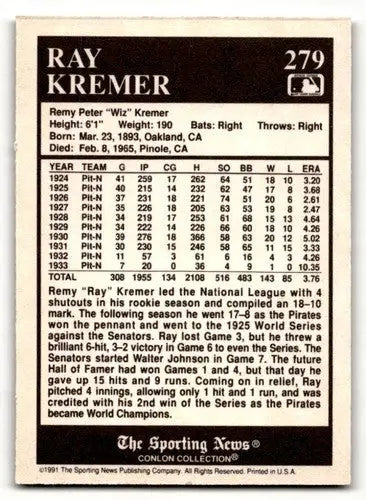 RAY
KREMER
279
Remy Peter "Wiz" Kremer
Height: 6'1" Weight: 190 Bats: Right Throws: Right
Born: Mar. 23, 1893, Oakland, CA
Died: Feb. 8, 1965, Pinole, CA
YEAR TEAM G IP CG H SO BB W L ERA
1924 Pit-N 41 259 17 262 64 51 18 10 3.20
1925 Pit-N 40 215 14 232 62 47 17 8 3.68
1926 Pit-N 37 231 18 221 74 51 20 6 2.61
1927 Pit-N 35 226 18 205 63 53 19 8 2.47
1928 Pit-N 34 219 17 253 61 68 15 13 4.64
1929 Pit-N 34 222 14 226 66 60 18 10 4.26
1930 Pit-N 39 276 18 366 58 63 20 12 5.02
1931 Pit-N 30 230 15 246 58 65 11 15 3.33
1932 Pit-N 11 57 3 61 6 16 4 3 4.26
1933 Pit-N 7 20 0 36 4 9 1 0 10.35
TOTAL 308 1955 134 2108 516 483 143 85 3.76
Remy "Ray" Kremer led the National League with 4
shutouts in his rookie season and compiled an 18-10
mark. The following season he went 17-8 as the Pirates
won the pennant and went to the 1925 World Series
against the Senators. Ray lost Game 3, but he threw a
brilliant 6-hit, 3-2 victory in Game 6 to even the Series. The
Senators started Walter Johnson in Game 7. The future
Hall of Famer had won Games 1 and 4, but that day he
gave up 15 hits and 9 runs. Coming on in relief, Ray
pitched 4 innings, allowing only 1 hit and 1 run, and was
credited with his 2nd win of the Series as the Pirates
became World Champions.
The Sporting News®
CONLON COLLECTION®
©1991 The Sporting News Publishing Company. All Rights Reserved. Printed in U.S.A.